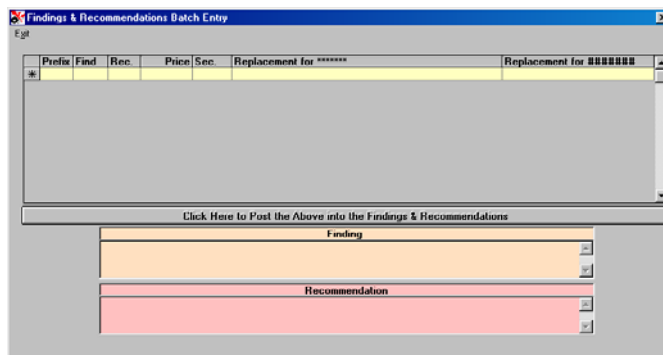 Findings & Recommendations Batch Entry
Exit
Prefix Find Rec. Price Sec. Replacement for ******* Replacement for #######
Click Here to Post the Above into the Findings & Recommendations
Finding
Recommendation